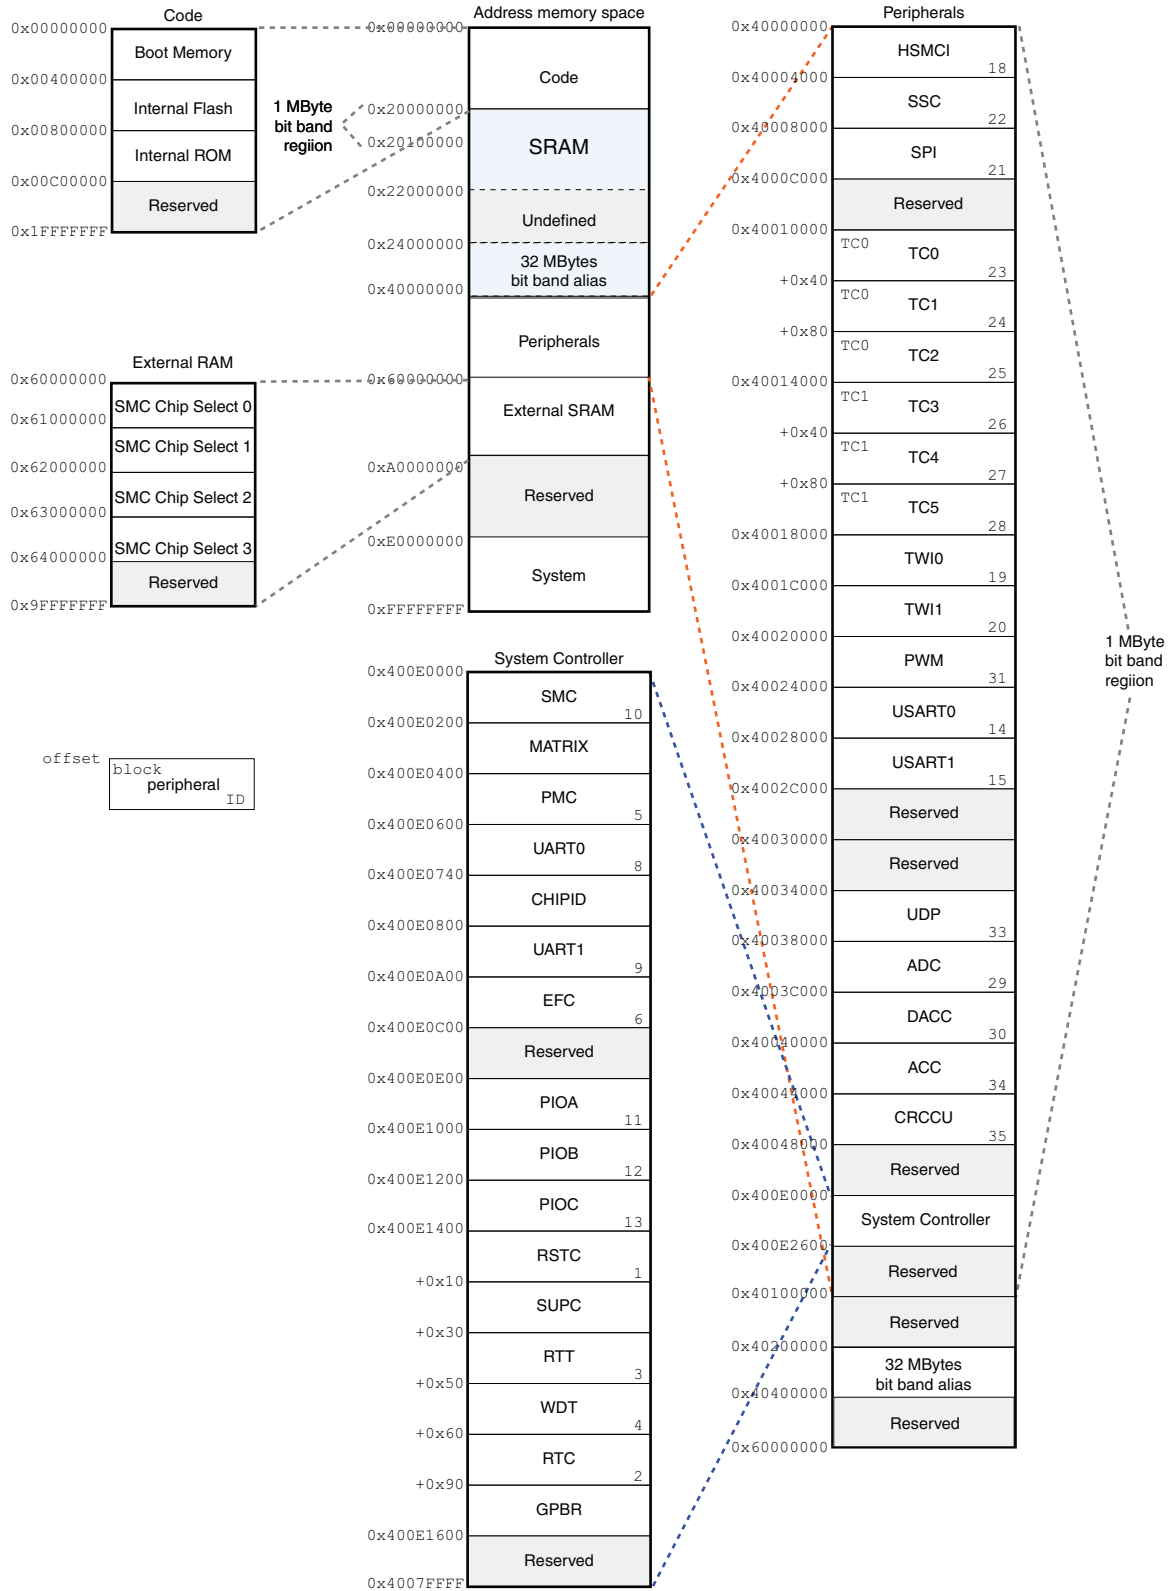 Code
0x00000000
Boot Memory
0x00400000
Internal Flash
0x00800000
Internal ROM
0x00C00000
Reserved
0x1FFFFFFF
1 MByte
bit band
regiion
Address memory space
0x00000000
Code
0x20000000
0x20100000
SRAM
0x22000000
Undefined
0x24000000
32 MBytes
bit band alias
0x40000000
Peripherals
0x60000000
External SRAM
0xA0000000
Reserved
0xE0000000
System
0xFFFFFFFF
External RAM
0x60000000
SMC Chip Select 0
0x61000000
SMC Chip Select 1
0x62000000
SMC Chip Select 2
0x63000000
SMC Chip Select 3
0x64000000
Reserved
0x9FFFFFFF
offset
block
peripheral
ID
System Controller
0x400E0000
SMC
10
0x400E0200
MATRIX
0x400E0400
PMC
5
0x400E0600
UART0
8
0x400E0740
CHIPID
0x400E0800
UART1
9
0x400E0A00
EFC
6
0x400E0C00
Reserved
0x400E0E00
PIOA
11
0x400E1000
PIOB
12
0x400E1200
PIOC
13
0x400E1400
RSTC
1
+0x10
SUPC
+0x30
RTT
3
+0x50
WDT
4
+0x60
RTC
2
+0x90
GPBR
0x400E1600
Reserved
0x4007FFFF
Peripherals
0x40000000
HSMCI
18
0x40004000
SSC
22
0x40008000
SPI
21
0x4000C000
Reserved
0x40010000
TC0
TC0
23
+0x40
TC0
TC1
24
+0x80
TC0
TC2
25
0x40014000
TC1
TC3
26
+0x40
TC1
TC4
27
+0x80
TC1
TC5
28
0x40018000
TWI0
19
0x4001C000
TWI1
20
0x40020000
PWM
31
0x40024000
USART0
14
0x40028000
USART1
15
0x4002C000
Reserved
0x40030000
Reserved
0x40034000
UDP
33
0x40038000
ADC
29
0x4003C000
DACC
30
0x40040000
ACC
34
0x40044000
CRCCU
35
0x40048000
Reserved
0x400E0000
System Controller
0x400E2600
Reserved
0x40100000
Reserved
0x40200000
32 MBytes
bit band alias
0x40400000
Reserved
0x60000000
1 MByte
bit band
regiion